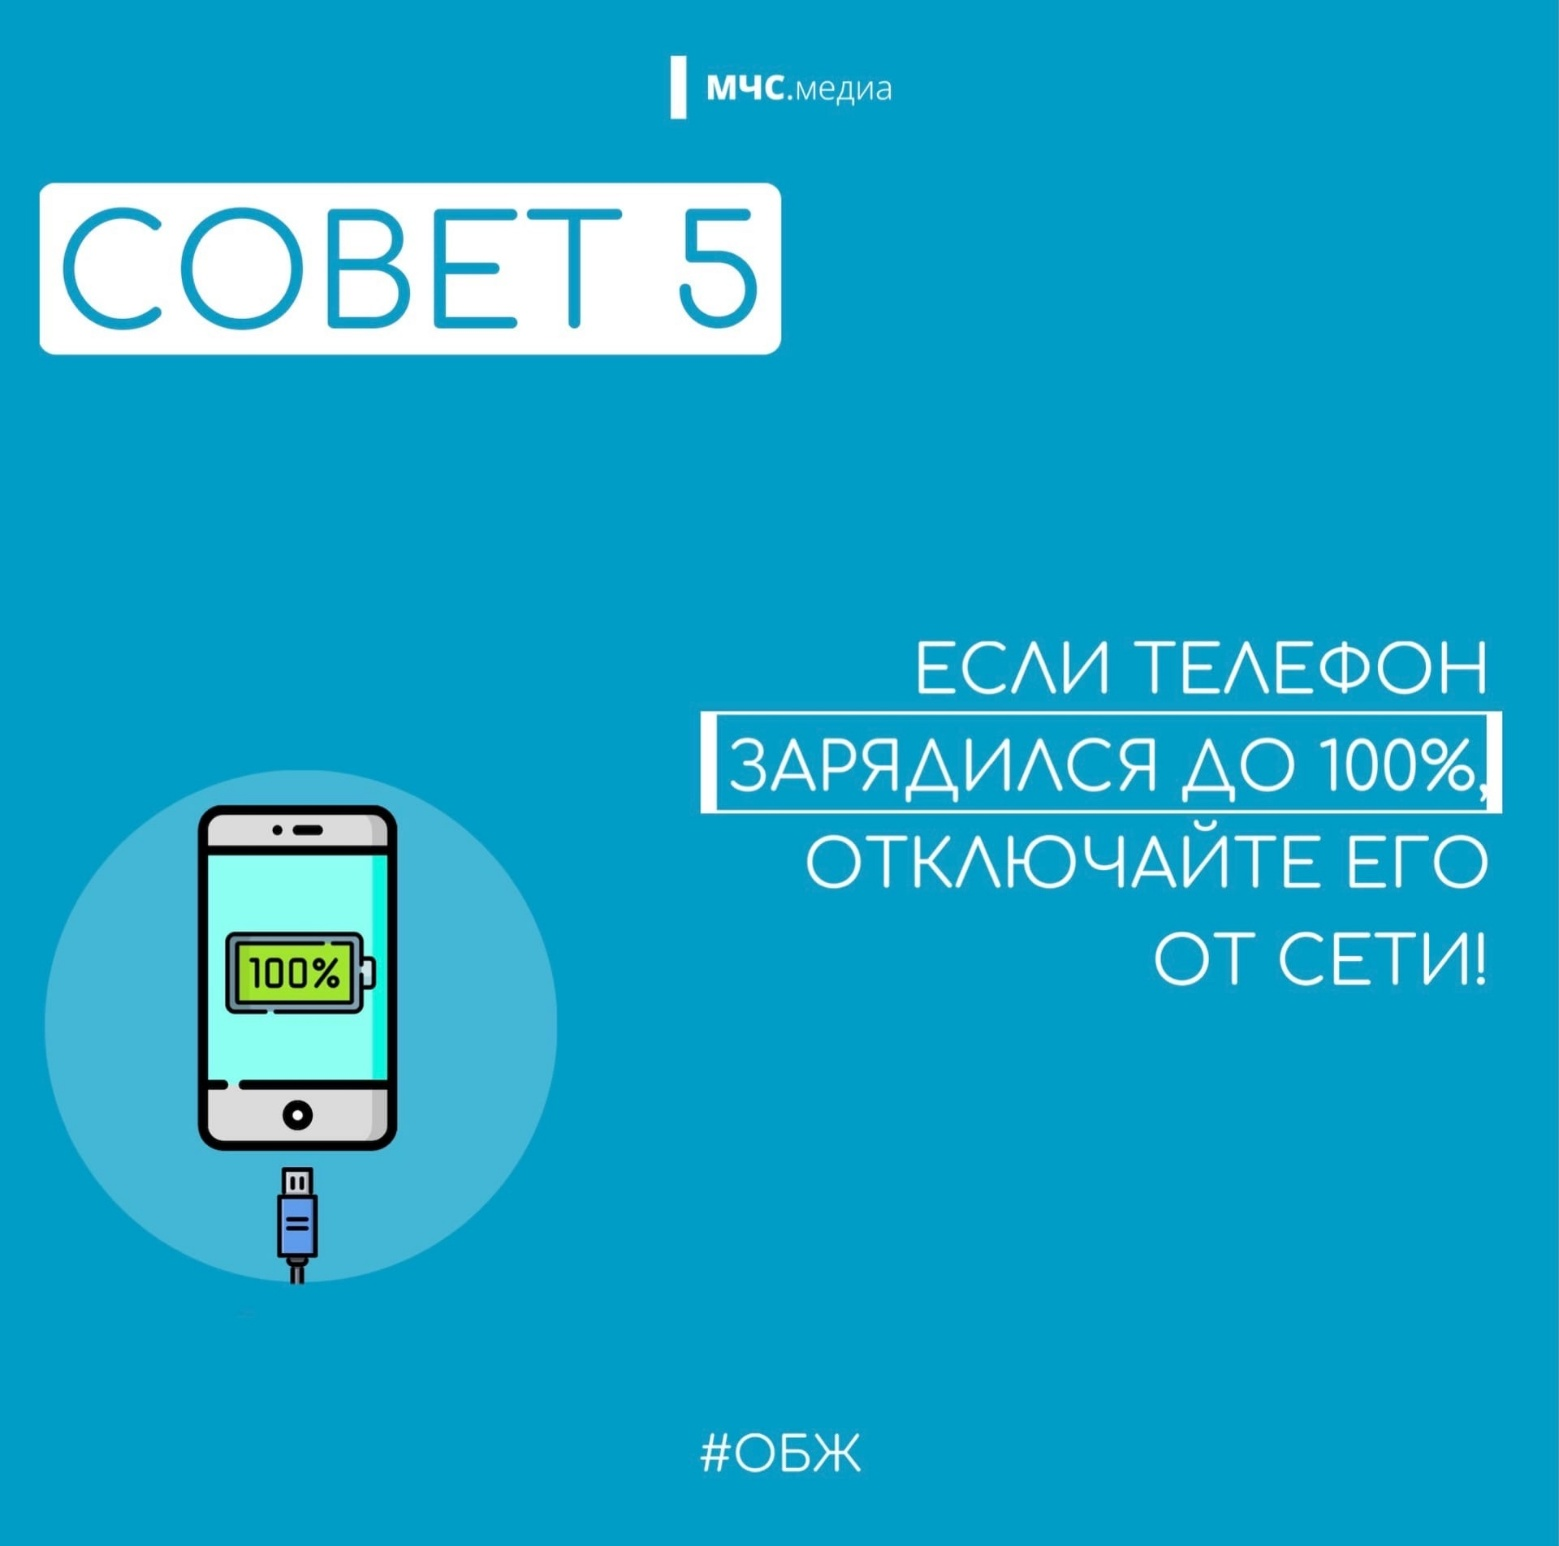 МЧС.медиа
СОВЕТ 5
ЕСЛИ ТЕЛЕФОН
ЗАРЯДИЛСЯ ДО 100%,
ОТКЛЮЧАЙТЕ ЕГО
ОТ СЕТИ!
100%
#ОБЖ